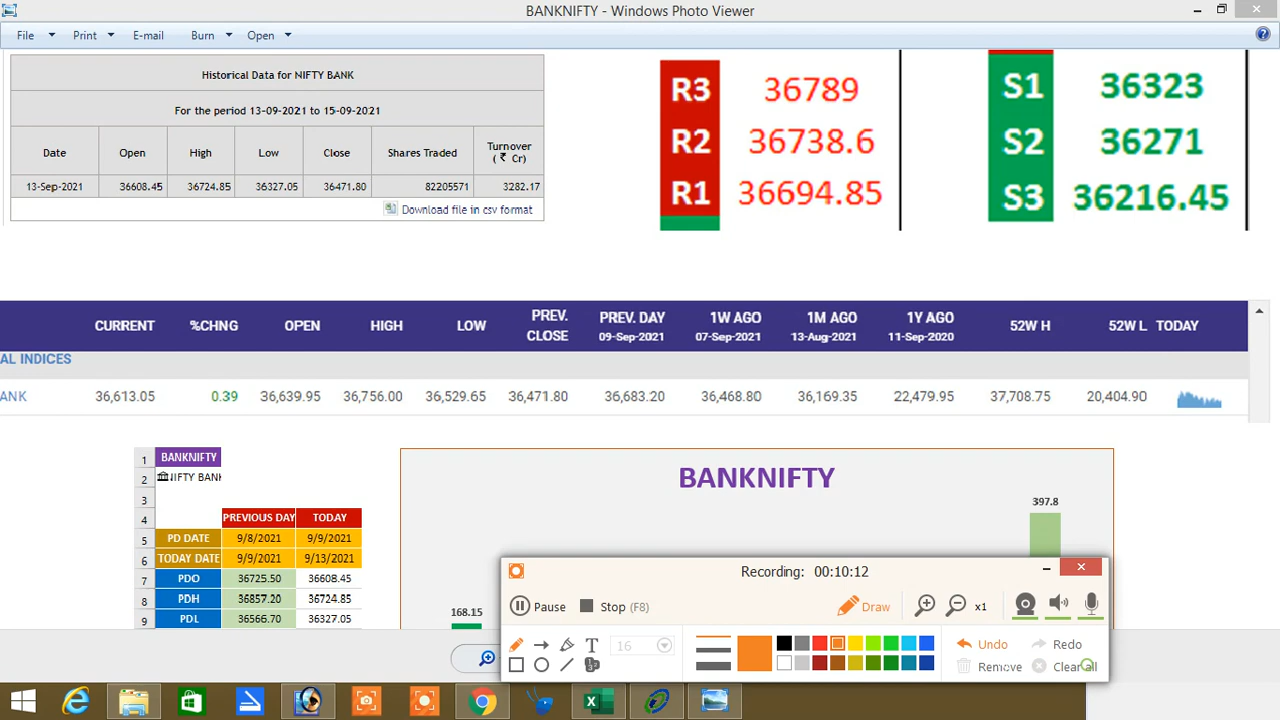 BANKNIFTY - Windows Photo Viewer
File Print E-mail Burn Open
Historical Data for NIFTY BANK
For the period 13-09-2021 to 15-09-2021
Date Open High Low Close Shares Traded Turnover ( ₹ Cr)
13-Sep-2021 36608.45 36724.85 36327.05 36471.80 82205571 3282.17
Download file in csv format
R3 36789
R2 36738.6
R1 36694.85
S1 36323
S2 36271
S3 36216.45
CURRENT %CHNG OPEN HIGH LOW PREV. CLOSE PREV. DAY 09-Sep-2021 1W AGO 07-Sep-2021 1M AGO 13-Aug-2021 1Y AGO 11-Sep-2020 52W H 52W L TODAY
AL INDICES
ANK 36,613.05 0.39 36,639.95 36,756.00 36,529.65 36,471.80 36,683.20 36,468.80 36,169.35 22,479.95 37,708.75 20,404.90
1 BANKNIFTY
2 NIFTY BANK
3
4 PREVIOUS DAY TODAY
5 PD DATE 9/8/2021 9/9/2021
6 TODAY DATE 9/9/2021 9/13/2021
7 PDO 36725.50 36608.45
8 PDH 36857.20 36724.85
9 PDL 36566.70 36327.05
BANKNIFTY
397.8
168.15
Recording: 00:10:12
Pause Stop (F8) Draw x1
T 16 Undo Redo
Remove Clear all